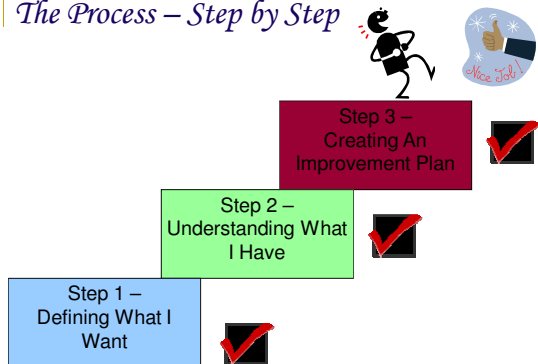 The Process – Step by Step
Nice Job!
Step 3 –
Creating An
Improvement Plan
Step 2 –
Understanding What
I Have
Step 1 –
Defining What I
Want